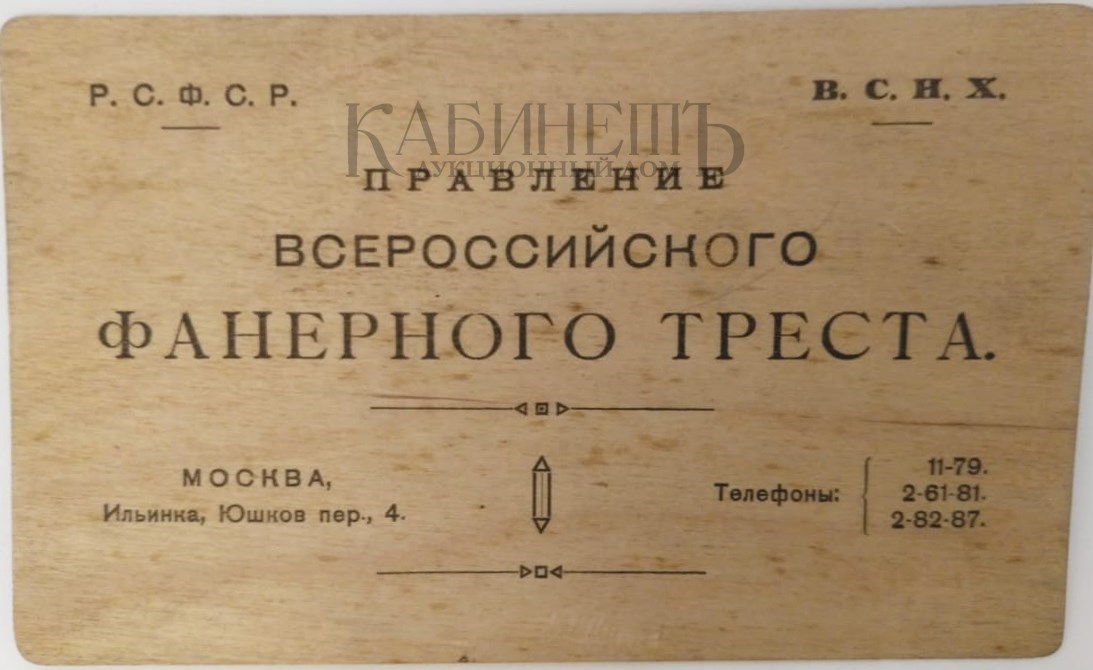 Р. С. Ф. С. Р.
В. С. Н. Х.
КАБИНЕТЪ
АУКЦИОННЫЙ ДОМ
ПРАВЛЕНИЕ
ВСЕРОССИЙСКОГО
ФАНЕРНОГО ТРЕСТА.
МОСКВА,
Ильинка, Юшков пер., 4.
Телефоны:
11-79.
2-61-81.
2-82-87.